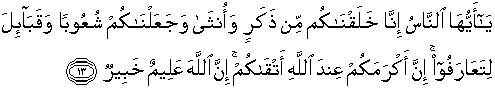 يَـٰٓأَيُّهَا ٱلنَّاسُ إِنَّا خَلَقْنَـٰكُم مِّن ذَكَرٍ وَأُنثَىٰ وَجَعَلْنَـٰكُمْ شُعُوبًا وَقَبَآئِلَ
لِتَعَارَفُوٓا۟ ۚ إِنَّ أَكْرَمَكُمْ عِندَ ٱللَّهِ أَتْقَىٰكُمْ ۚ إِنَّ ٱللَّهَ عَلِيمٌ خَبِيرٌ ﴿١٣﴾